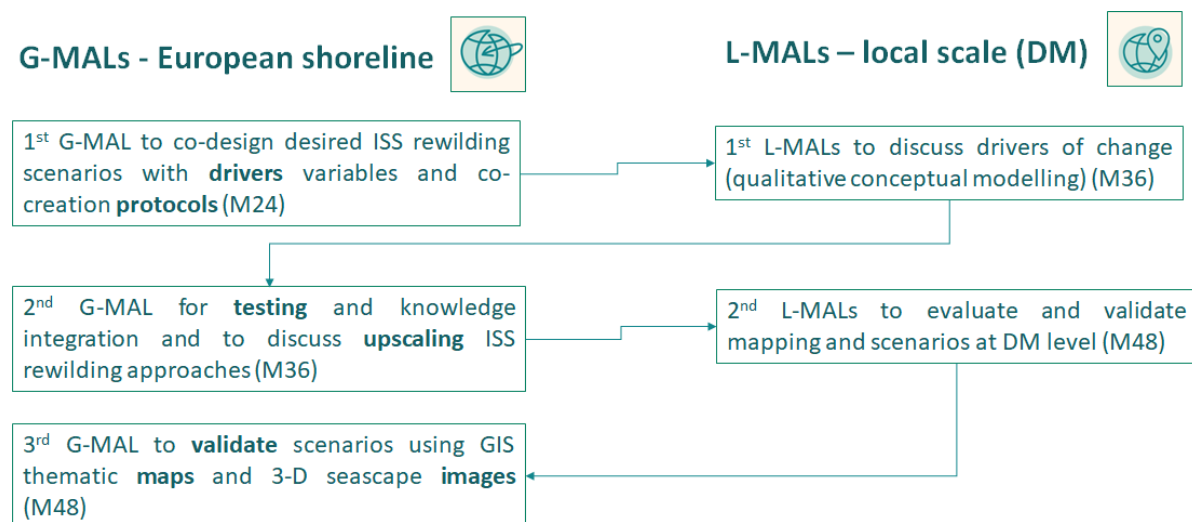 G-MALs - European shoreline
L-MALs – local scale (DM)
1st G-MAL to co-design desired ISS rewilding
scenarios with drivers variables and co-
creation protocols (M24)
1st L-MALs to discuss drivers of change
(qualitative conceptual modelling) (M36)
2nd G-MAL for testing and knowledge
integration and to discuss upscaling ISS
rewilding approaches (M36)
2nd L-MALs to evaluate and validate
mapping and scenarios at DM level (M48)
3rd G-MAL to validate scenarios using GIS
thematic maps and 3-D seascape images
(M48)